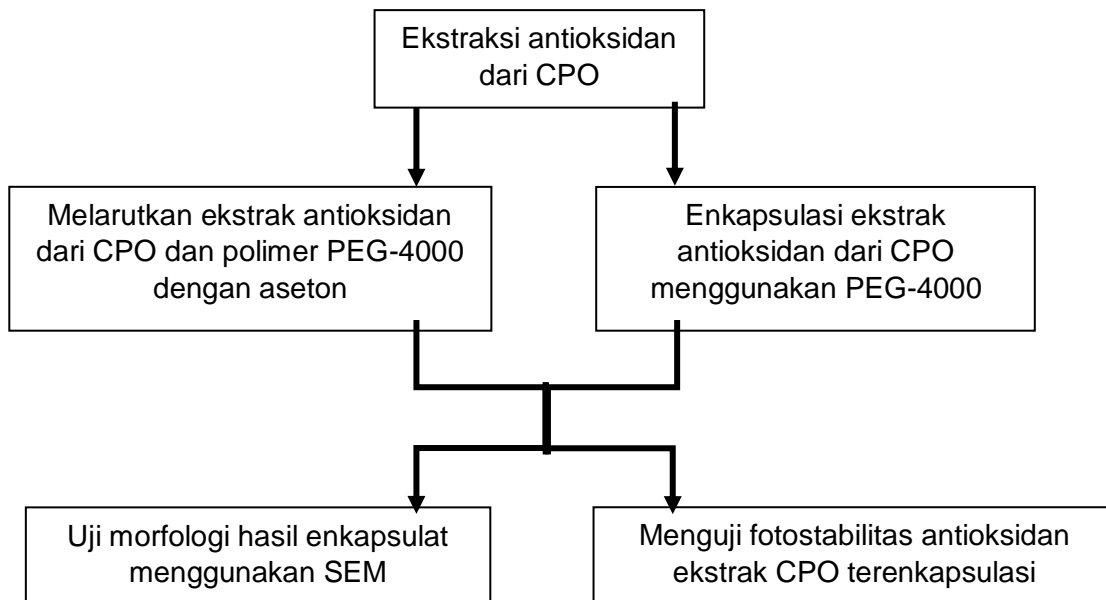 Ekstraksi antioksidan
dari CPO
Melarutkan ekstrak antioksidan
dari CPO dan polimer PEG-4000
dengan aseton
Enkapsulasi ekstrak
antioksidan dari CPO
menggunakan PEG-4000
Uji morfologi hasil enkapsulat
menggunakan SEM
Menguji fotostabilitas antioksidan
ekstrak CPO terenkapsulasi